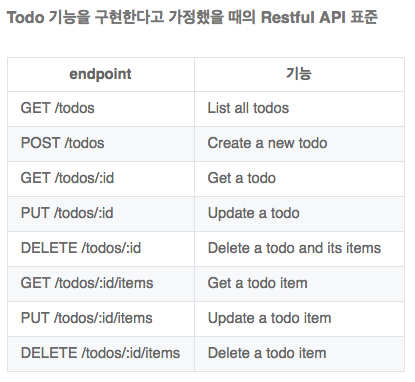 Todo 기능을 구현한다고 가정했을 때의 Restful API 표준
endpoint 기능
GET /todos List all todos
POST /todos Create a new todo
GET /todos/:id Get a todo
PUT /todos/:id Update a todo
DELETE /todos/:id Delete a todo and its items
GET /todos/:id/items Get a todo item
PUT /todos/:id/items Update a todo item
DELETE /todos/:id/items Delete a todo item